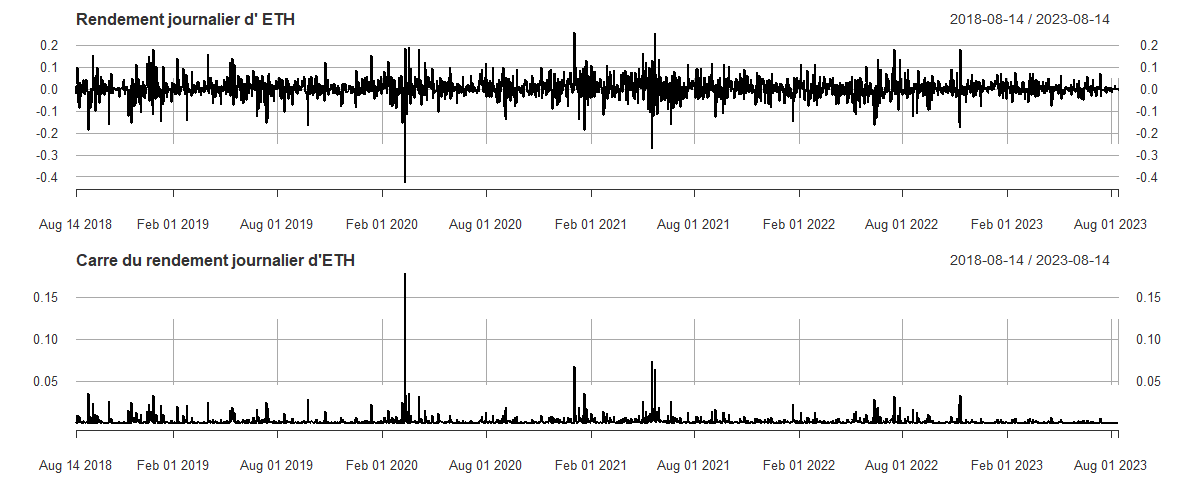 Rendement journalier d' ETH 2018-08-14 / 2023-08-14
0.2 0.2
0.1 0.1
0.0 0.0
-0.1 -0.1
-0.2 -0.2
-0.3 -0.3
-0.4 -0.4
Aug 14 2018 Feb 01 2019 Aug 01 2019 Feb 01 2020 Aug 01 2020 Feb 01 2021 Aug 01 2021 Feb 01 2022 Aug 01 2022 Feb 01 2023 Aug 01 2023
Carre du rendement journalier d'ETH 2018-08-14 / 2023-08-14
0.15 0.15
0.10 0.10
0.05 0.05
Aug 14 2018 Feb 01 2019 Aug 01 2019 Feb 01 2020 Aug 01 2020 Feb 01 2021 Aug 01 2021 Feb 01 2022 Aug 01 2022 Feb 01 2023 Aug 01 2023